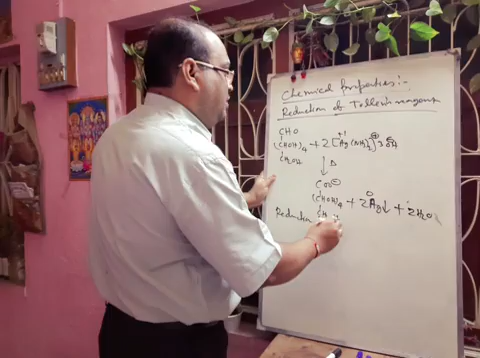 Chemical Properties:-
Reduction of Tollen's reagent
CHO
(CHOH)4 + 2[Ag(NH3)2]⊕ 3OH
CH2OH
↓ Δ
COO⊖
(CHOH)4 + 2Ag↓ + 2H2O
Reduction